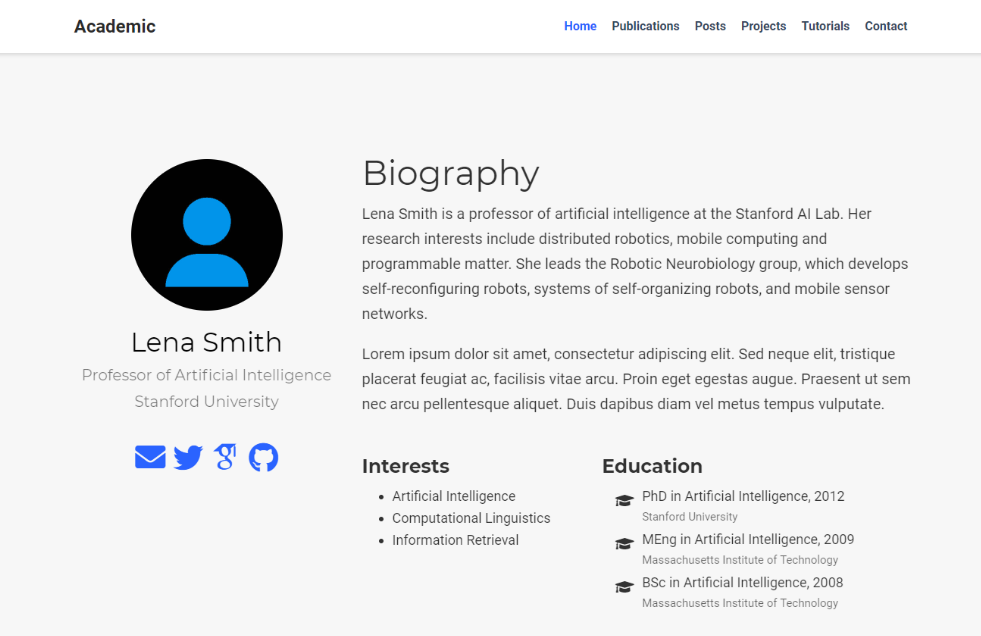 Academic
Home Publications Posts Projects Tutorials Contact
Lena Smith
Professor of Artificial Intelligence
Stanford University
Biography
Lena Smith is a professor of artificial intelligence at the Stanford AI Lab. Her
research interests include distributed robotics, mobile computing and
programmable matter. She leads the Robotic Neurobiology group, which develops
self-reconfiguring robots, systems of self-organizing robots, and mobile sensor
networks.
Lorem ipsum dolor sit amet, consectetur adipiscing elit. Sed neque elit, tristique
placerat feugiat ac, facilisis vitae arcu. Proin eget egestas augue. Praesent ut sem
nec arcu pellentesque aliquet. Duis dapibus diam vel metus tempus vulputate.
Interests
Artificial Intelligence
Computational Linguistics
Information Retrieval
Education
PhD in Artificial Intelligence, 2012
Stanford University
MEng in Artificial Intelligence, 2009
Massachusetts Institute of Technology
BSc in Artificial Intelligence, 2008
Massachusetts Institute of Technology